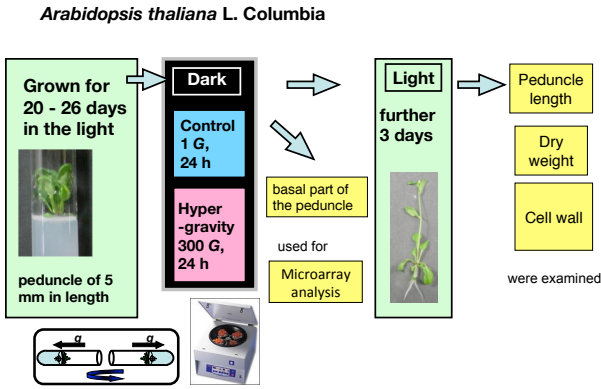 Arabidopsis thaliana L. Columbia
Grown for
20 - 26 days
in the light
peduncle of 5
mm in length
Dark
Control
1 G,
24 h
Hyper
-gravity
300 G,
24 h
basal part of
the peduncle
used for
Microarray
analysis
Light
further
3 days
Peduncle
length
Dry
weight
Cell wall
were examined
g
g